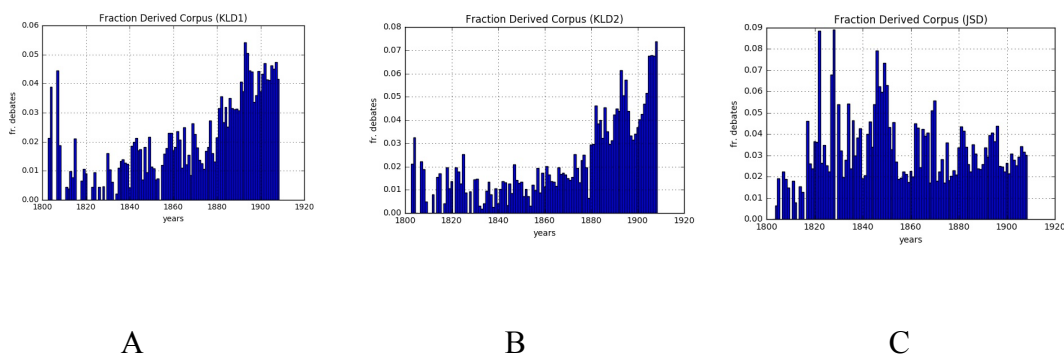 Fraction Derived Corpus (KLD1)
0.06
0.05
0.04
0.03
0.02
0.01
0.00
fr. debates
1800 1820 1840 1860 1880 1900 1920
years
A
Fraction Derived Corpus (KLD2)
0.08
0.07
0.06
0.05
0.04
0.03
0.02
0.01
0.00
fr. debates
1800 1820 1840 1860 1880 1900 1920
years
B
Fraction Derived Corpus (JSD)
0.09
0.08
0.07
0.06
0.05
0.04
0.03
0.02
0.01
0.00
fr. debates
1800 1820 1840 1860 1880 1900 1920
years
C